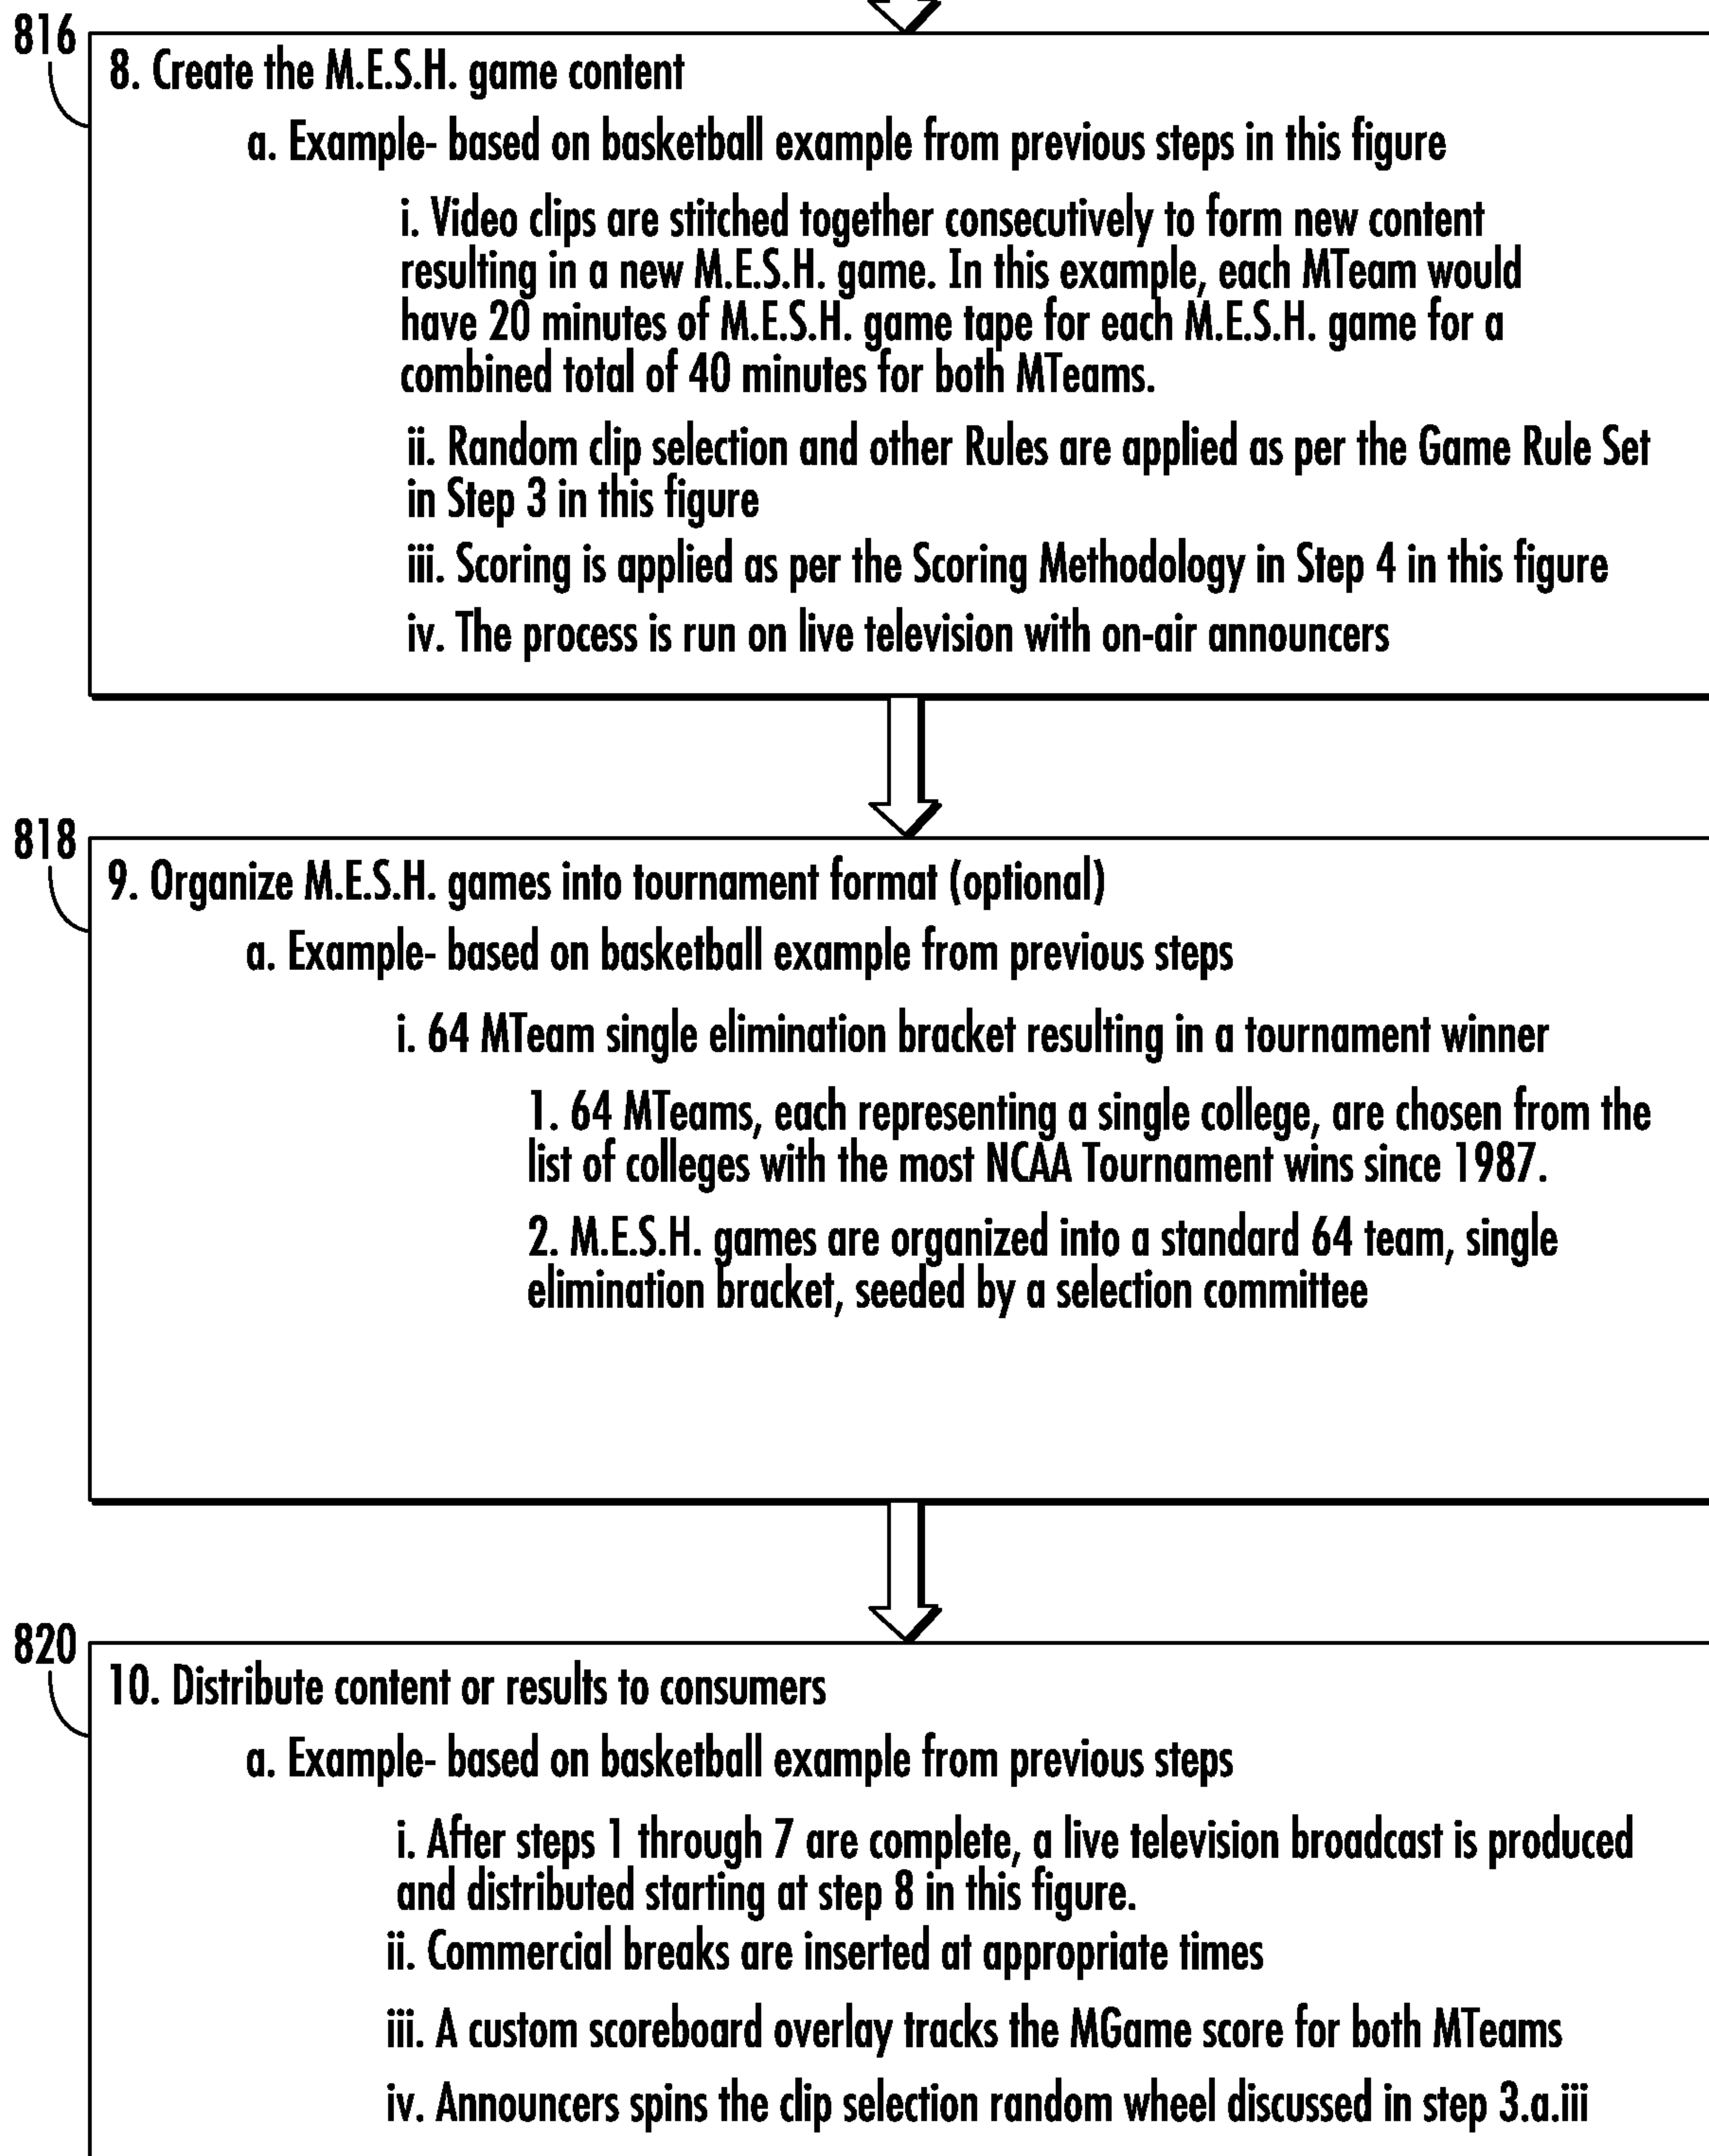 816
8. Create the M.E.S.H. game content
a. Example- based on basketball example from previous steps in this figure
i. Video clips are stitched together consecutively to form new content
resulting in a new M.E.S.H. game. In this example, each MTeam would
have 20 minutes of M.E.S.H. game tape for each M.E.S.H. game for a
combined total of 40 minutes for both MTeams.
ii. Random clip selection and other Rules are applied as per the Game Rule Set
in Step 3 in this figure
iii. Scoring is applied as per the Scoring Methodology in Step 4 in this figure
iv. The process is run on live television with on-air announcers
818
9. Organize M.E.S.H. games into tournament format (optional)
a. Example- based on basketball example from previous steps
i. 64 MTeam single elimination bracket resulting in a tournament winner
1. 64 MTeams, each representing a single college, are chosen from the
list of colleges with the most NCAA Tournament wins since 1987.
2. M.E.S.H. games are organized into a standard 64 team, single
elimination bracket, seeded by a selection committee
820
10. Distribute content or results to consumers
a. Example- based on basketball example from previous steps
i. After steps 1 through 7 are complete, a live television broadcast is produced
and distributed starting at step 8 in this figure.
ii. Commercial breaks are inserted at appropriate times
iii. A custom scoreboard overlay tracks the MGame score for both MTeams
iv. Announcers spins the clip selection random wheel discussed in step 3.a.iii